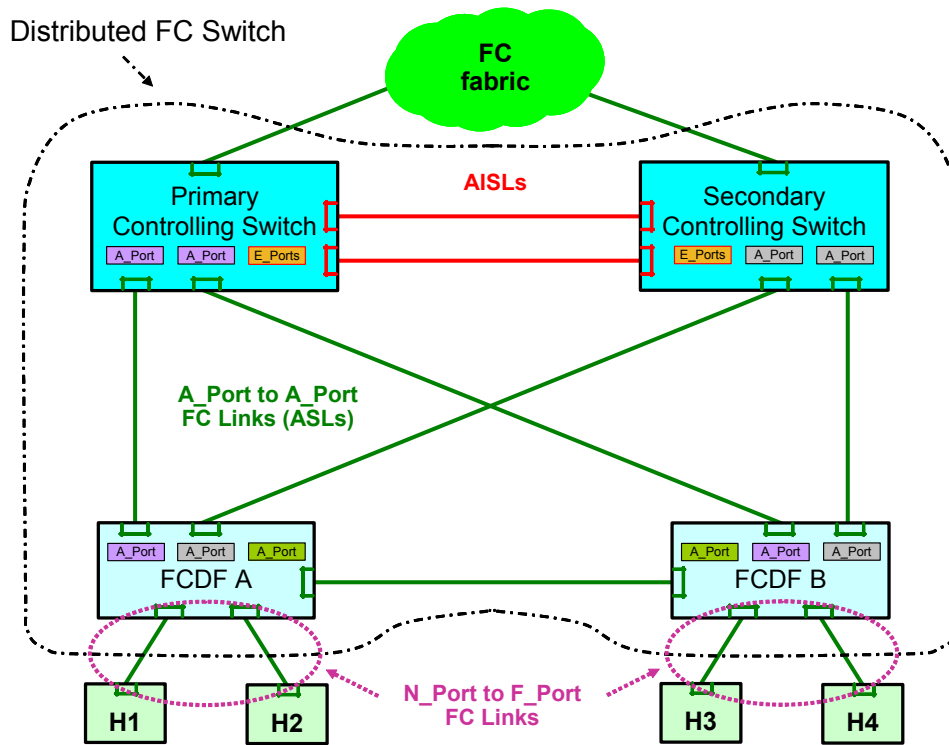 Distributed FC Switch
FC
fabric
Primary
Controlling Switch
A_Port A_Port E_Ports
AISLs
Secondary
Controlling Switch
E_Ports A_Port A_Port
A_Port to A_Port
FC Links (ASLs)
A_Port A_Port A_Port
FCDF A
A_Port A_Port A_Port
FCDF B
N_Port to F_Port
FC Links
H1
H2
H3
H4